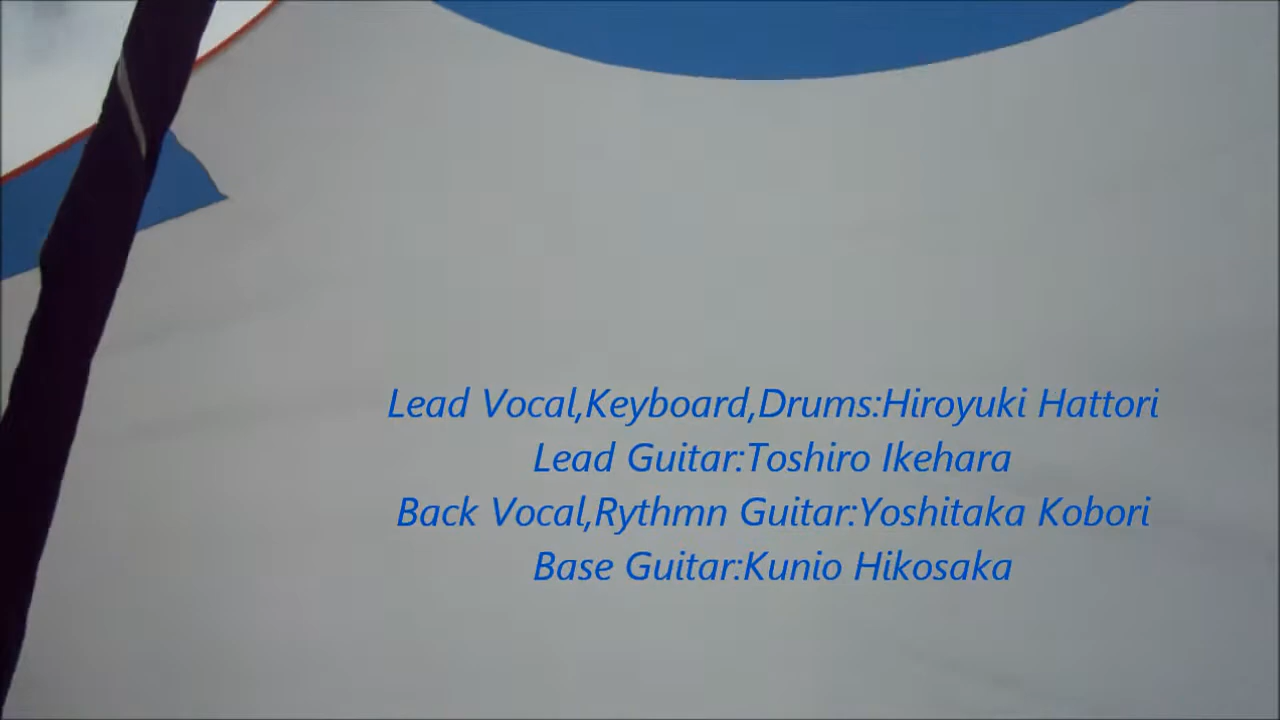 Lead Vocal,Keyboard,Drums:Hiroyuki Hattori
Lead Guitar:Toshiro Ikehara
Back Vocal,Rythmn Guitar:Yoshitaka Kobori
Base Guitar:Kunio Hikosaka